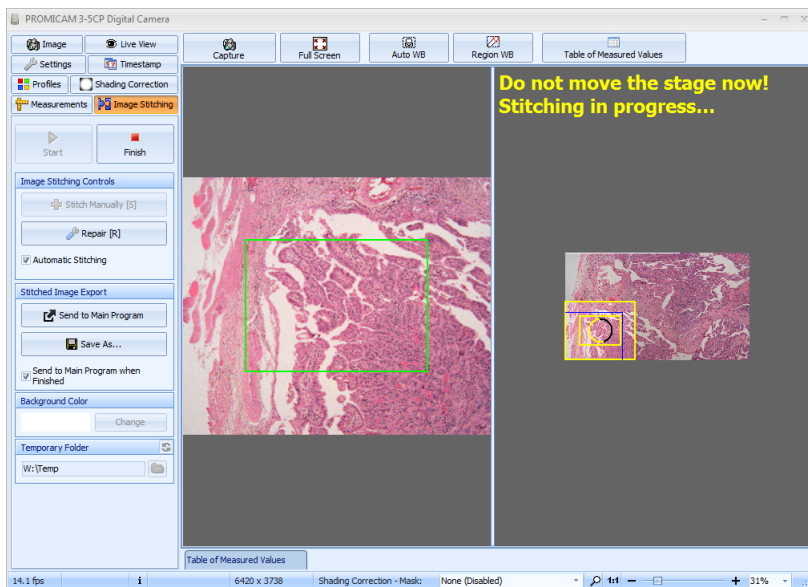 PROMICAM 3-5CP Digital Camera
Image
Live View
Settings
Timestamp
Profiles
Shading Correction
Measurements
Image Stitching
Capture
Full Screen
Auto WB
Region WB
Table of Measured Values
Start
Finish
Image Stitching Controls
Stitch Manually [S]
Repair [R]
Automatic Stitching
Stitched Image Export
Send to Main Program
Save As...
Send to Main Program when
Finished
Background Color
Change
Temporary Folder
W:\Temp
Do not move the stage now!
Stitching in progress...
Table of Measured Values
14.1 fps
i
6420 x 3738
Shading Correction - Mask:
None (Disabled)
1:1
31%